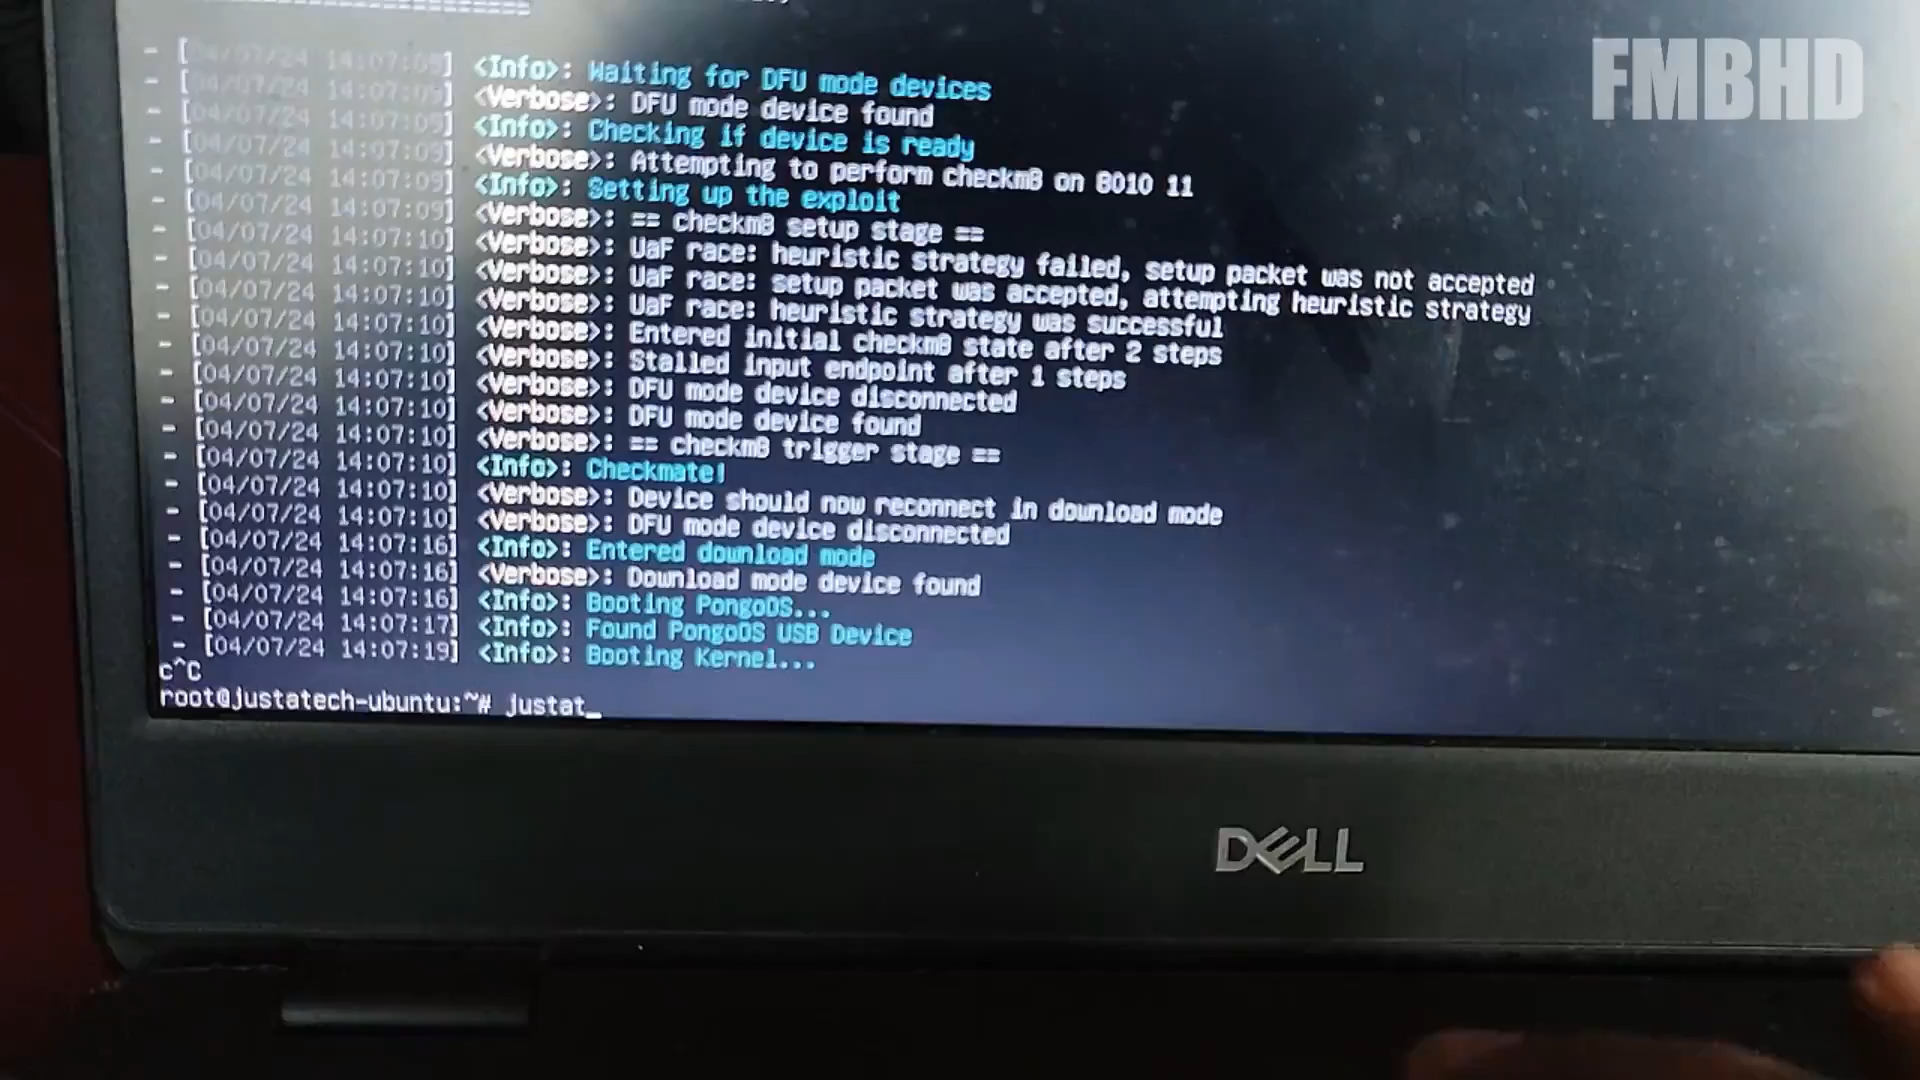 FMBHD
- [04/07/24 14:07:05] <Info>: Waiting for DFU mode devices
- [04/07/24 14:07:05] <Verbose>: DFU mode device found
- [04/07/24 14:07:05] <Info>: Checking if device is ready
- [04/07/24 14:07:09] <Verbose>: Attempting to perform checkm8 on 8010 11
- [04/07/24 14:07:09] <Info>: Setting up the exploit
- [04/07/24 14:07:09] <Verbose>: == checkm8 setup stage ==
- [04/07/24 14:07:10] <Verbose>: UaF race: heuristic strategy failed, setup packet was not accepted
- [04/07/24 14:07:10] <Verbose>: UaF race: setup packet was accepted, attempting heuristic strategy
- [04/07/24 14:07:10] <Verbose>: UaF race: heuristic strategy was successful
- [04/07/24 14:07:10] <Verbose>: Entered initial checkm8 state after 2 steps
- [04/07/24 14:07:10] <Verbose>: Stalled input endpoint after 1 steps
- [04/07/24 14:07:10] <Verbose>: DFU mode device disconnected
- [04/07/24 14:07:10] <Verbose>: DFU mode device found
- [04/07/24 14:07:10] <Verbose>: == checkm8 trigger stage ==
- [04/07/24 14:07:10] <Info>: Checkmate!
- [04/07/24 14:07:10] <Verbose>: Device should now reconnect in download mode
- [04/07/24 14:07:10] <Verbose>: DFU mode device disconnected
- [04/07/24 14:07:16] <Info>: Entered download mode
- [04/07/24 14:07:16] <Verbose>: Download mode device found
- [04/07/24 14:07:16] <Info>: Booting PongoOS...
- [04/07/24 14:07:17] <Info>: Found PongoOS USB Device
- [04/07/24 14:07:19] <Info>: Booting Kernel...
c^C
root@justatech-ubuntu:~# justat_
DELL